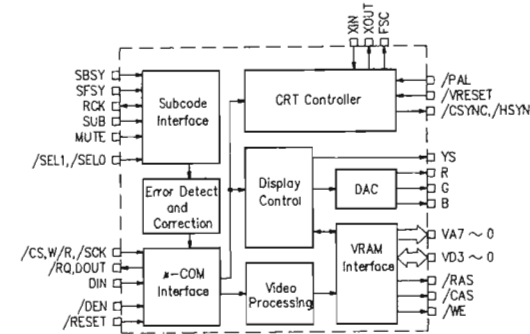 XIN
XOUT
FSC
SBSY
SFSY
RCK
SUB
MUTE
/SEL1,/SEL0
Subcode
Interface
CRT Controller
/PAL
/VRESET
/CSYNC,/HSYN
Error Detect
and
Correction
Display
Control
DAC
YS
R
G
B
/CS,W/R,/SCK
/RQ,DOUT
DIN
/DEN
/RESET
μ-COM
Interface
Video
Processing
VRAM
Interface
VA7 ~ 0
VD3 ~ 0
/RAS
/CAS
/WE